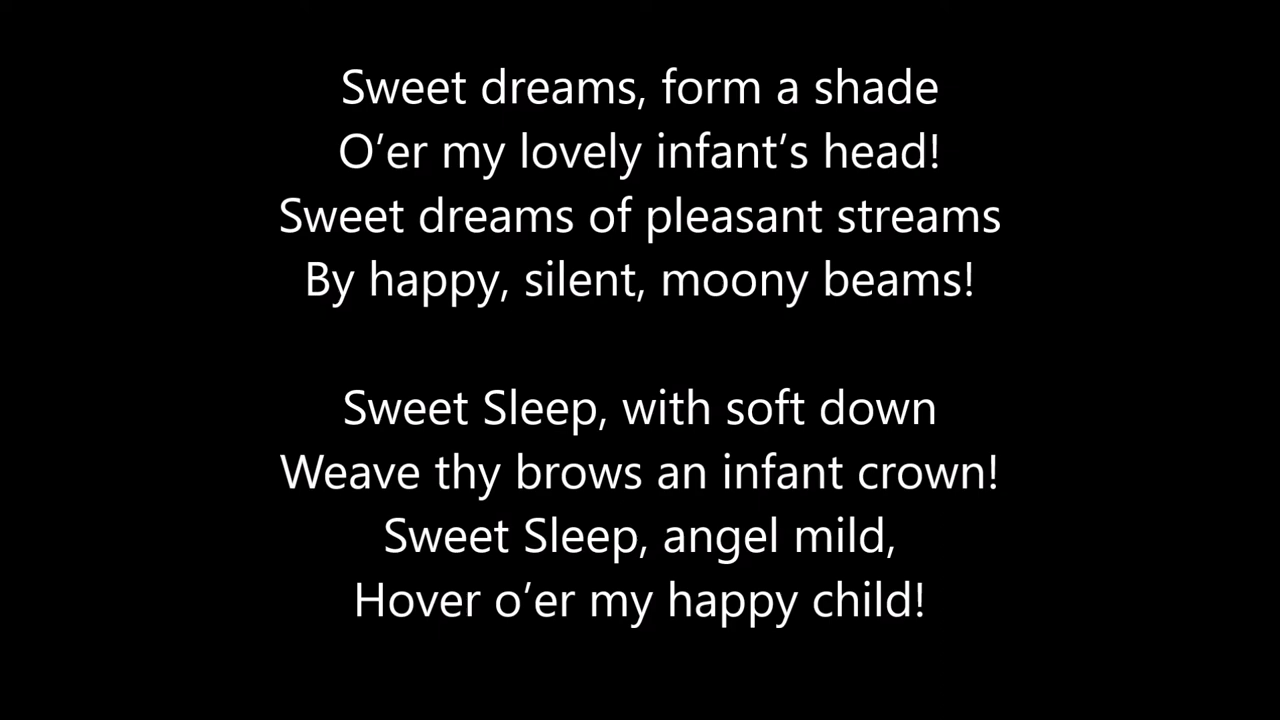 Sweet dreams, form a shade
O’er my lovely infant’s head!
Sweet dreams of pleasant streams
By happy, silent, moony beams!

Sweet Sleep, with soft down
Weave thy brows an infant crown!
Sweet Sleep, angel mild,
Hover o’er my happy child!